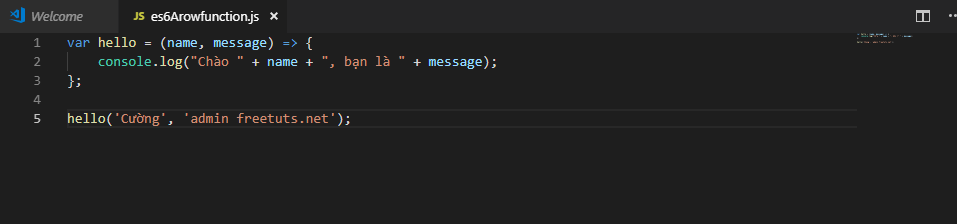 Welcome
JS es6Arowfunction.js ×
1 var hello = (name, message) => {
2 console.log("Chào " + name + ", bạn là " + message);
3 };
4
5 hello('Cường', 'admin freetuts.net');